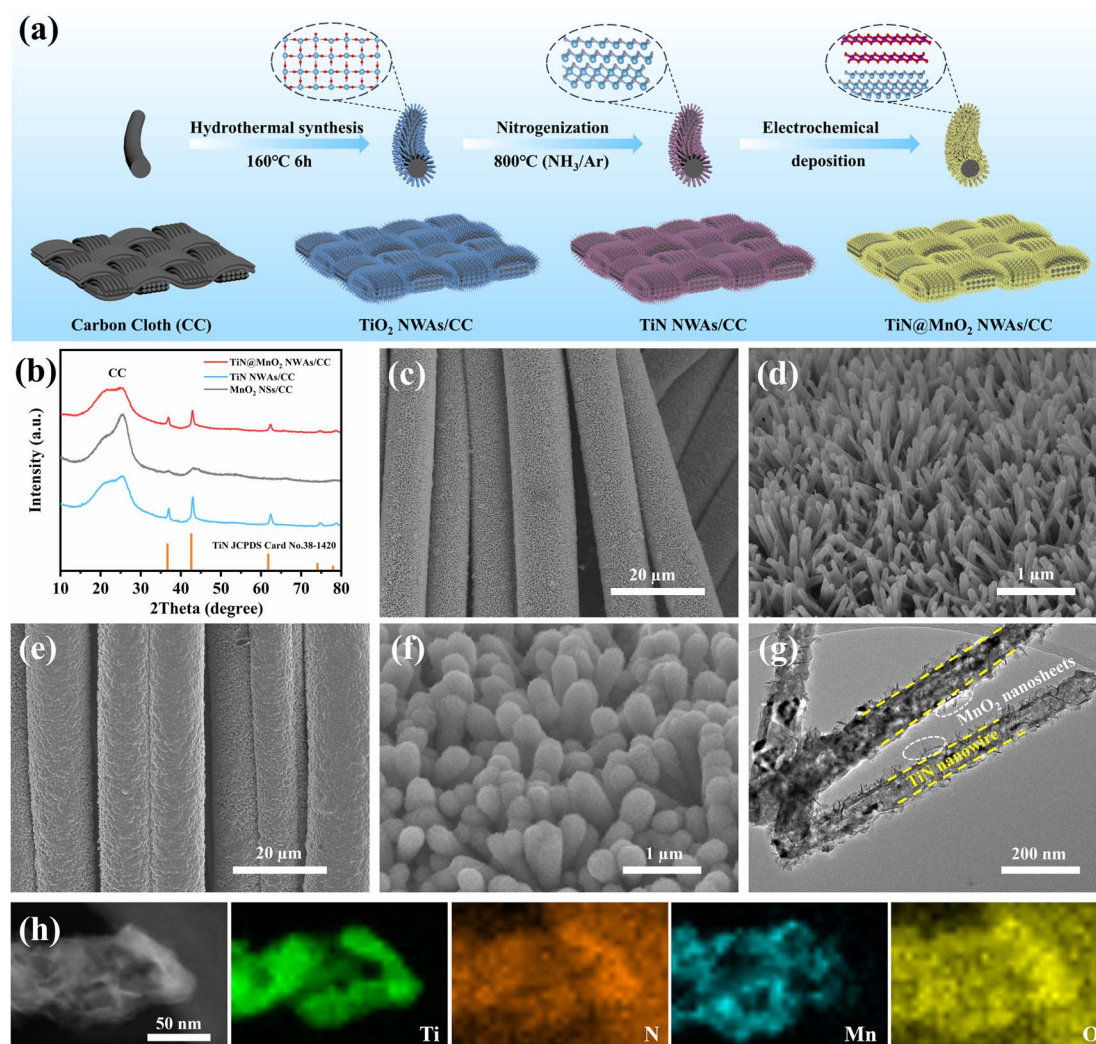 (a)
Hydrothermal synthesis
160℃ 6h
Nitrogenization
800℃ (NH₃/Ar)
Electrochemical
deposition
Carbon Cloth (CC)
TiO₂ NWAs/CC
TiN NWAs/CC
TiN@MnO₂ NWAs/CC
(b)
CC
TiN@MnO₂ NWAs/CC
TiN NWAs/CC
MnO₂ NSs/CC
Intensity (a.u.)
TiN JCPDS Card No.38-1420
10 20 30 40 50 60 70 80
2Theta (degree)
(c)
20 µm
(d)
1 µm
(e)
20 µm
(f)
1 µm
(g)
MnO₂ nanosheets
TiN nanowire
200 nm
(h)
50 nm
Ti
N
Mn
O